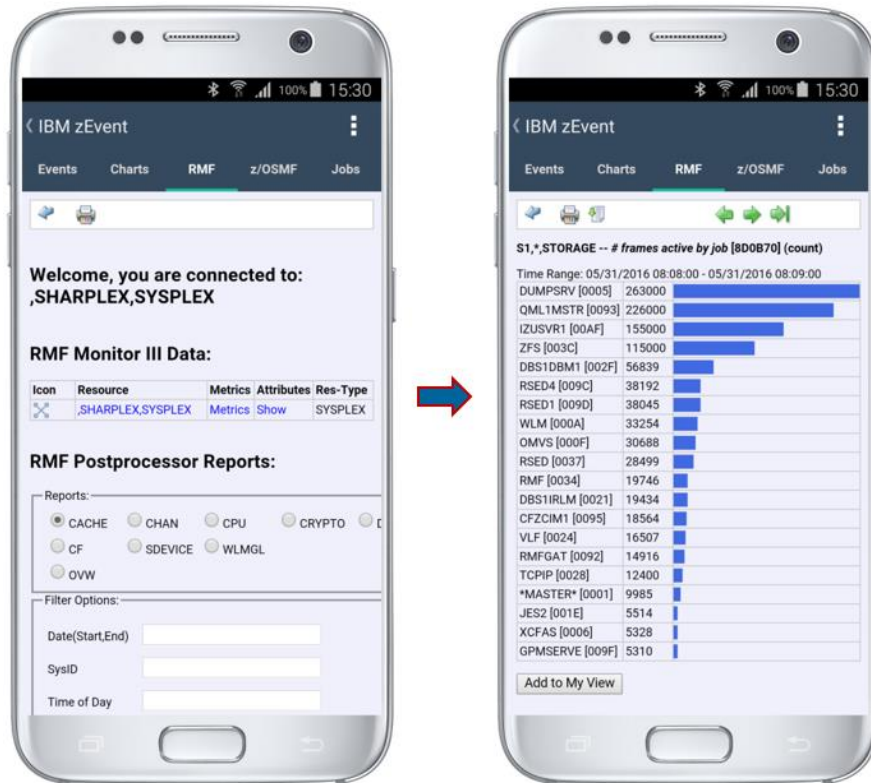 100% 15:30
IBM zEvent
Events Charts RMF z/OSMF Jobs
Welcome, you are connected to:
,SHARPLEX,SYSPLEX
RMF Monitor III Data:
Icon Resource Metrics Attributes Res-Type
,SHARPLEX,SYSPLEX Metrics Show SYSPLEX
RMF Postprocessor Reports:
Reports:
CACHE CHAN CPU CRYPTO
CF SDEVICE WLMGL
OVW
Filter Options:
Date(Start,End)
SysID
Time of Day
100% 15:30
IBM zEvent
Events Charts RMF z/OSMF Jobs
S1,*,STORAGE -- # frames active by job [8D0B70] (count)
Time Range: 05/31/2016 08:08:00 - 05/31/2016 08:09:00
DUMPSRV [0005] 263000
QML1MSTR [0093] 226000
IZUSVR1 [00AF] 155000
ZFS [003C] 115000
DBS1DBM1 [002F] 56839
RSED4 [009C] 38192
RSED1 [009D] 38045
WLM [000A] 33254
OMVS [000F] 30688
RSED [0037] 28499
RMF [0034] 19746
DBS1IRLM [0021] 19434
CFZCIM1 [0095] 18564
VLF [0024] 16507
RMFGAT [0092] 14916
TCPIP [0028] 12400
*MASTER* [0001] 9985
JES2 [001E] 5514
XCFAS [0006] 5328
GPMSERVE [009F] 5310
Add to My View